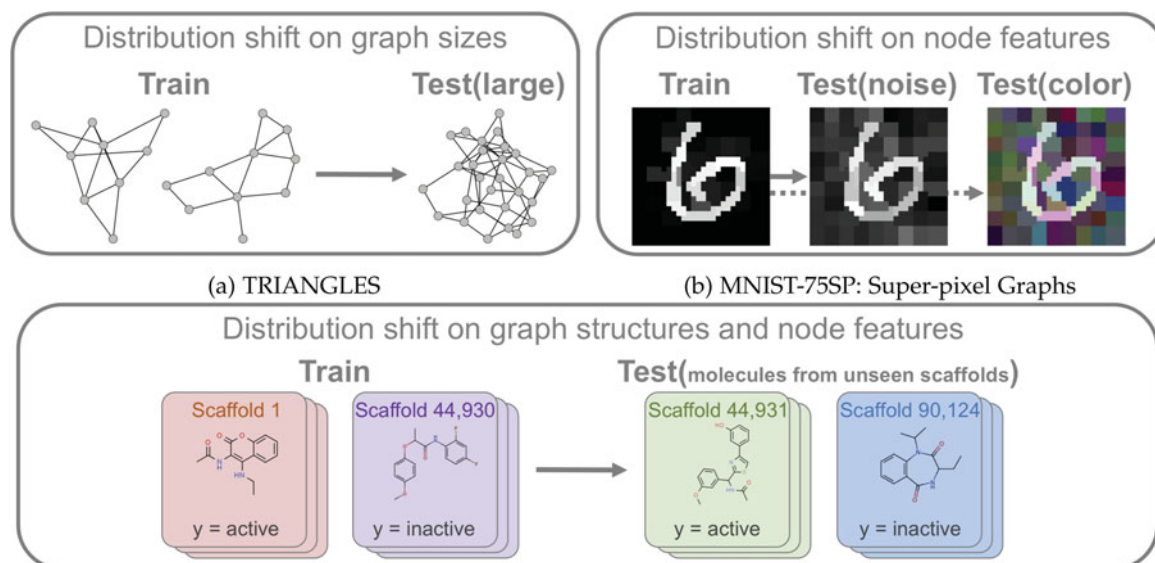 Distribution shift on graph sizes
Train
Test(large)
(a) TRIANGLES
Distribution shift on node features
Train
Test(noise)
Test(color)
(b) MNIST-75SP: Super-pixel Graphs
Distribution shift on graph structures and node features
Train
Test(molecules from unseen scaffolds)
Scaffold 1
y = active
Scaffold 44,930
y = inactive
Scaffold 44,931
y = active
Scaffold 90,124
y = inactive